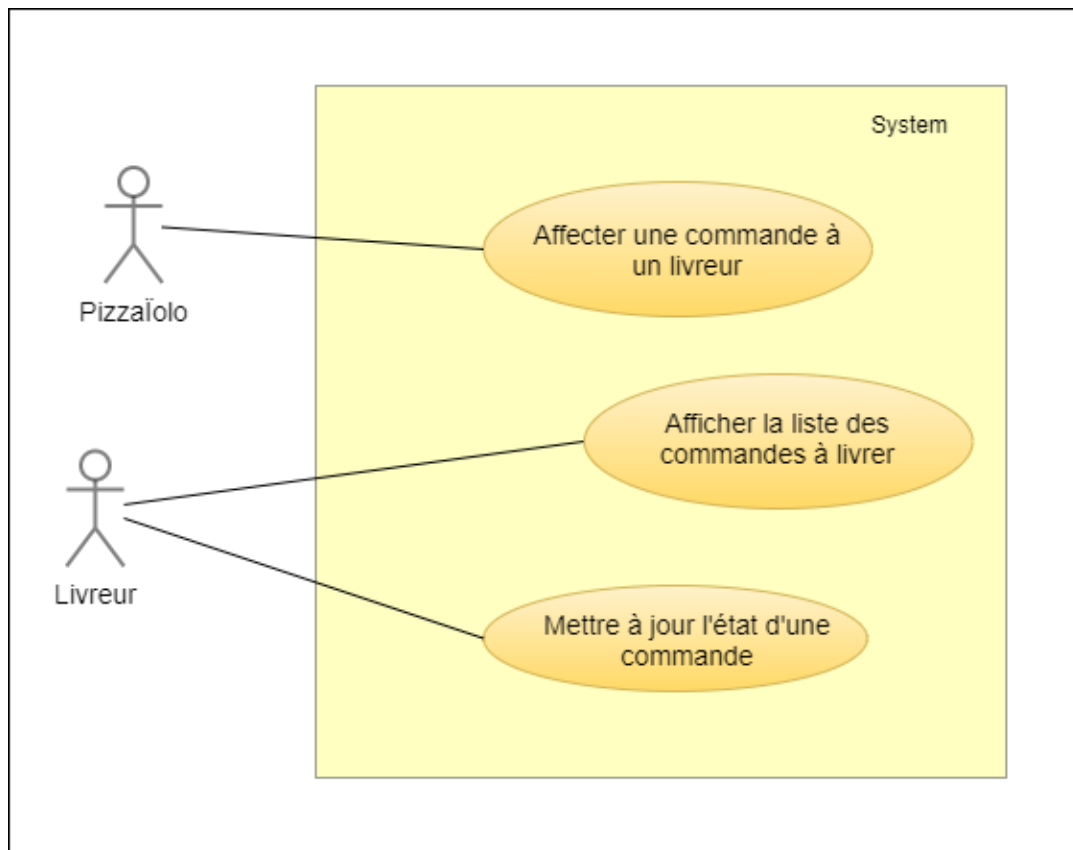 System
Affecter une commande à
un livreur
PizzaÏolo
Afficher la liste des
commandes à livrer
Livreur
Mettre à jour l'état d'une
commande